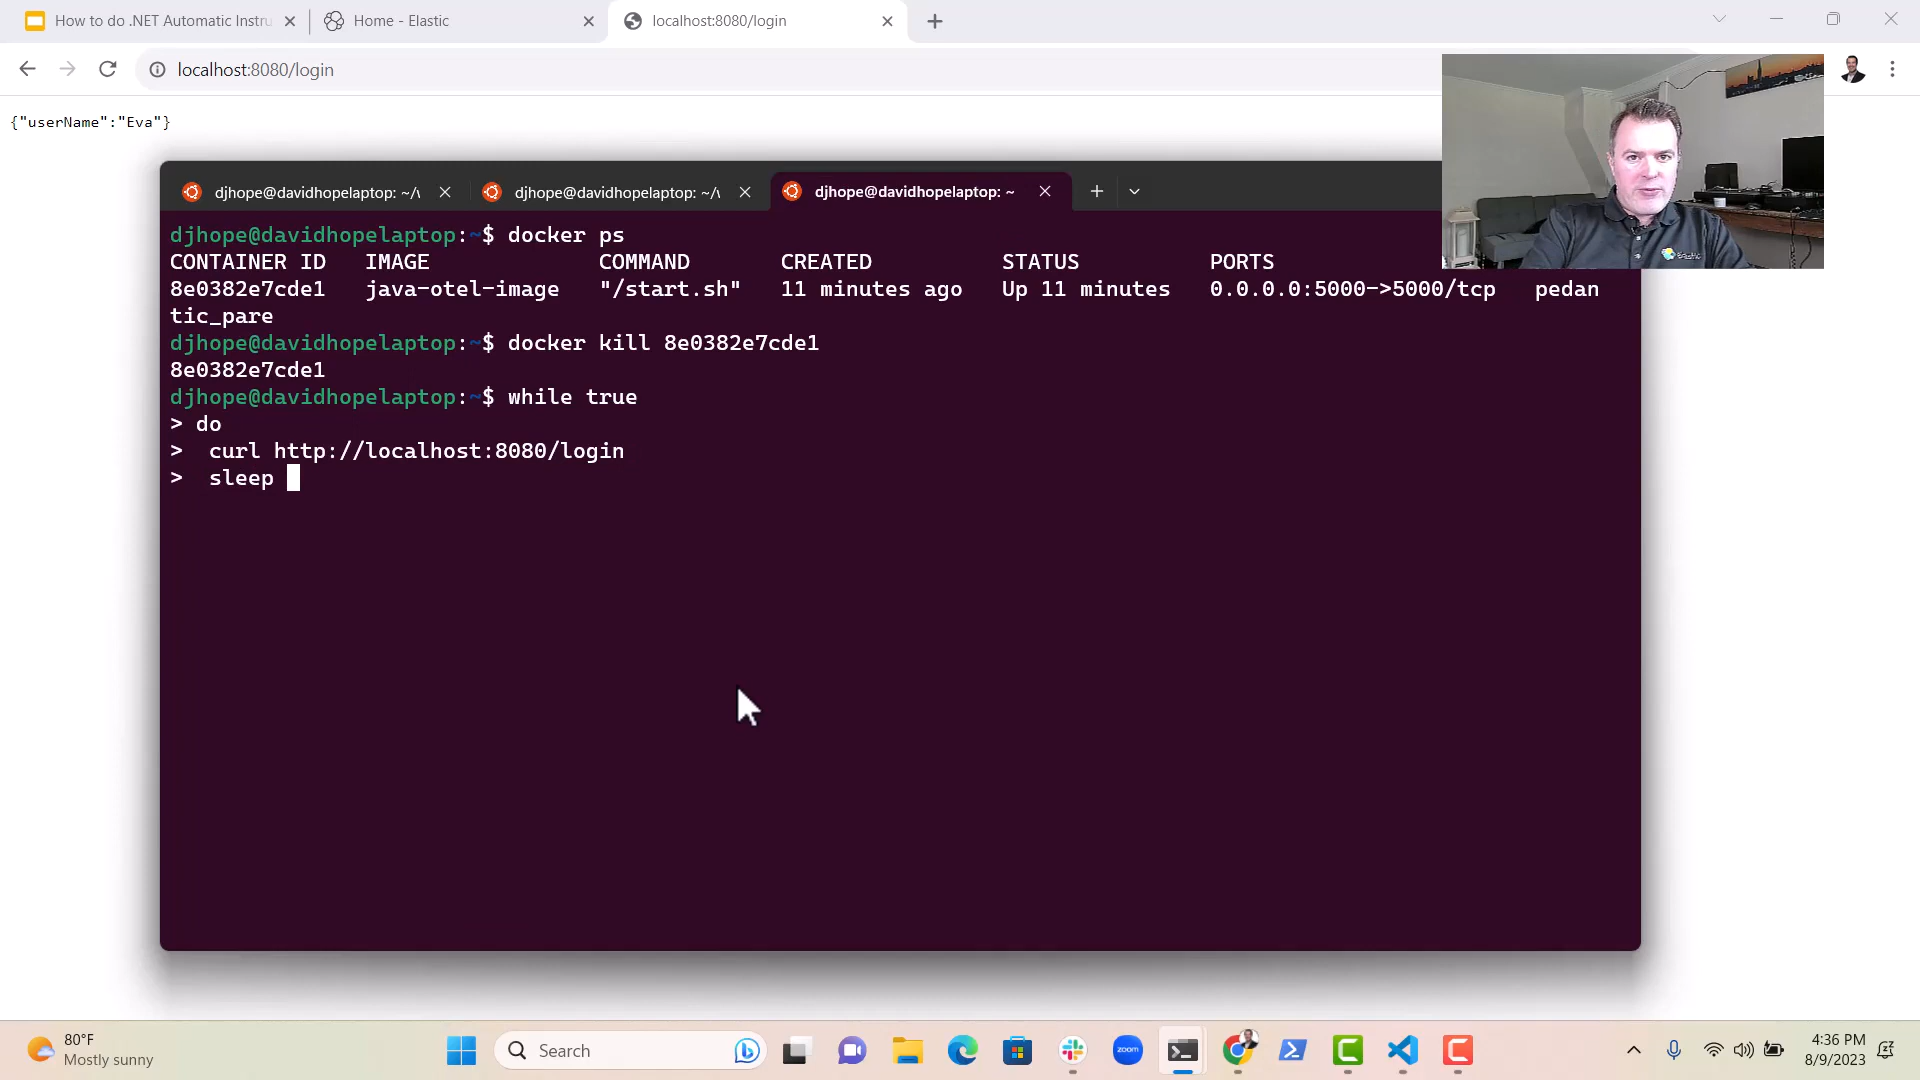 How to do .NET Automatic Instru
Home - Elastic
localhost:8080/login
localhost:8080/login
{"userName":"Eva"}
djhope@davidhopelaptop: ~/v
djhope@davidhopelaptop: ~/v
djhope@davidhopelaptop: ~
djhope@davidhopelaptop:~$ docker ps
CONTAINER ID IMAGE COMMAND CREATED STATUS PORTS
8e0382e7cde1 java-otel-image "/start.sh" 11 minutes ago Up 11 minutes 0.0.0.0:5000->5000/tcp pedan
tic_pare
djhope@davidhopelaptop:~$ docker kill 8e0382e7cde1
8e0382e7cde1
djhope@davidhopelaptop:~$ while true
> do
> curl http://localhost:8080/login
> sleep
elastic
80°F
Mostly sunny
Search
zoom
4:36 PM
8/9/2023